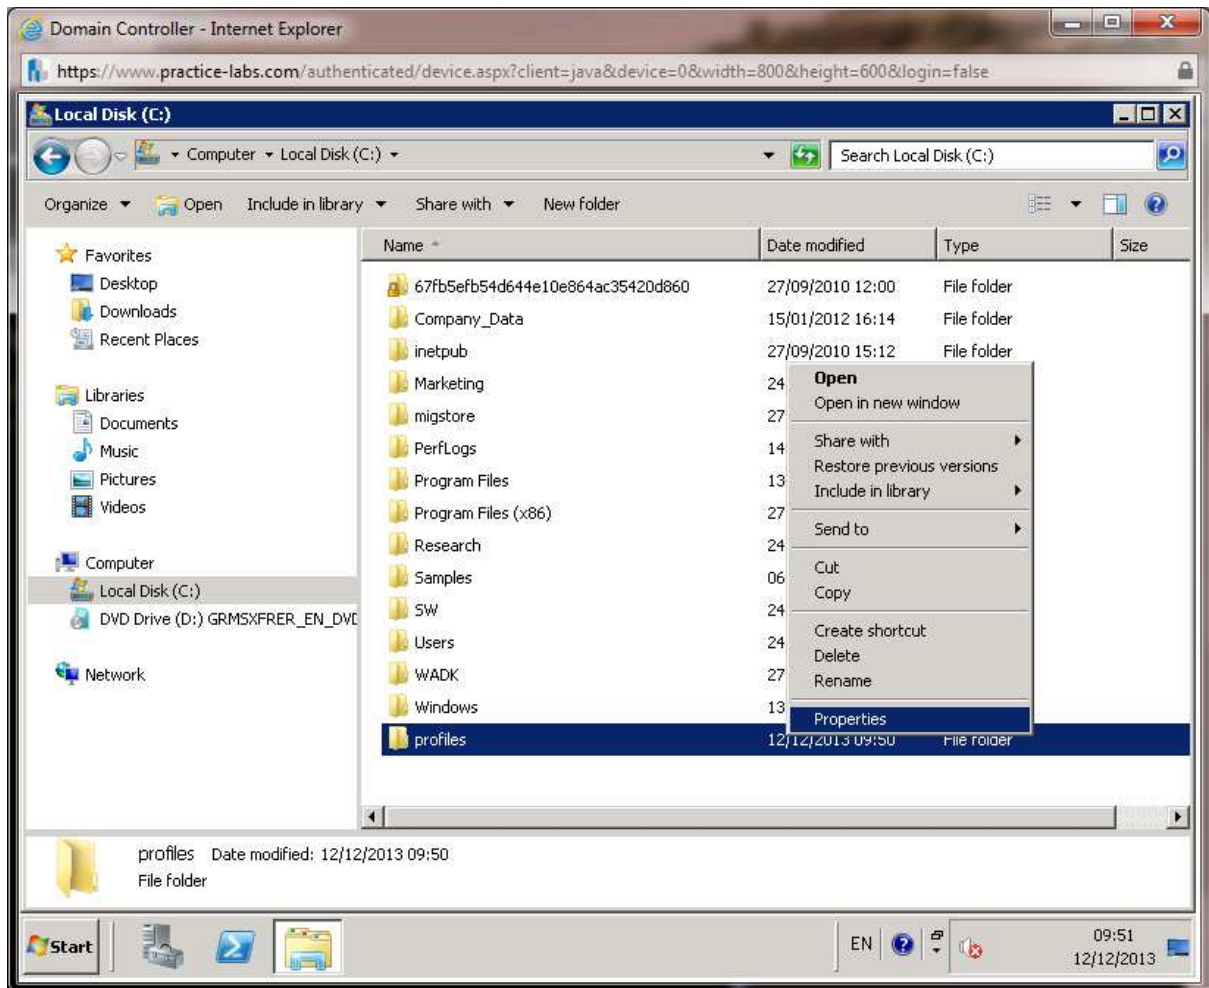 Domain Controller - Internet Explorer
https://www.practice-labs.com/authenticated/device.aspx?client=java&device=0&width=800&height=600&login=false
Local Disk (C:)
Computer Local Disk (C:) Search Local Disk (C:)
Organize Open Include in library Share with New folder
Name Date modified Type Size
Favorites
Desktop
Downloads
Recent Places
Libraries
Documents
Music
Pictures
Videos
Computer
Local Disk (C:)
DVD Drive (D:) GRMSXFRER_EN_DVD
Network
67fb5efb54d644e10e864ac35420d860 27/09/2010 12:00 File folder
Company_Data 15/01/2012 16:14 File folder
inetpub 27/09/2010 15:12 File folder
Marketing 24
migstore 27
PerfLogs 14
Program Files 13
Program Files (x86) 27
Research 24
Samples 06
SW 24
Users 24
WADK 27
Windows 13
profiles 12/12/2013 09:50 File folder
Open
Open in new window
Share with
Restore previous versions
Include in library
Send to
Cut
Copy
Create shortcut
Delete
Rename
Properties
profiles Date modified: 12/12/2013 09:50
File folder
Start EN 09:51
12/12/2013